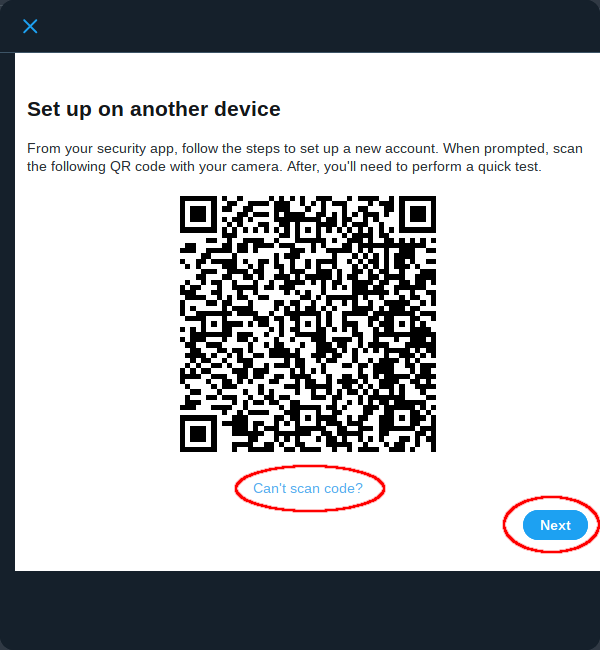 Set up on another device
From your security app, follow the steps to set up a new account. When prompted, scan
the following QR code with your camera. After, you'll need to perform a quick test.
Can't scan code?
Next